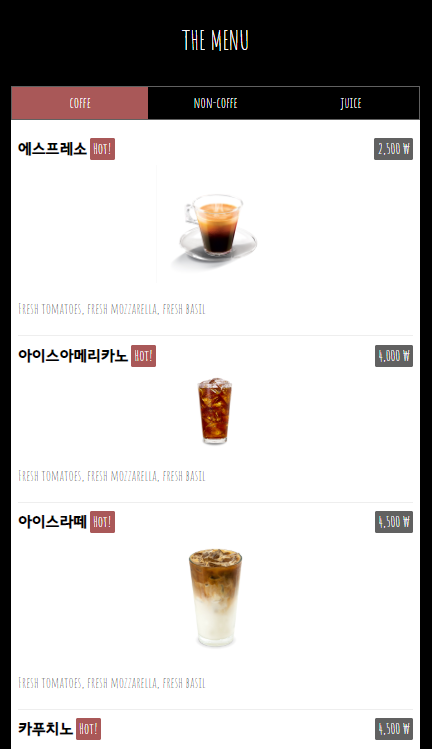 THE MENU
COFFE NON-COFFE JUICE
에스프레소 Hot! 2,500 ₩
Fresh tomatoes, fresh mozzarella, fresh basil
아이스아메리카노 Hot! 4,000 ₩
Fresh tomatoes, fresh mozzarella, fresh basil
아이스라떼 Hot! 4,500 ₩
Fresh tomatoes, fresh mozzarella, fresh basil
카푸치노 Hot! 4,500 ₩